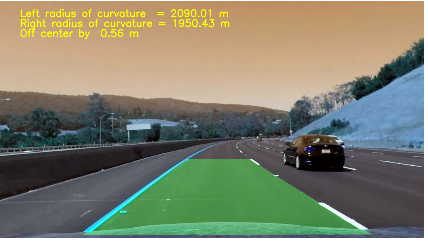 Left radius of curvature = 2090.01 m
Right radius of curvature = 1950.43 m
Off center by 0.56 m